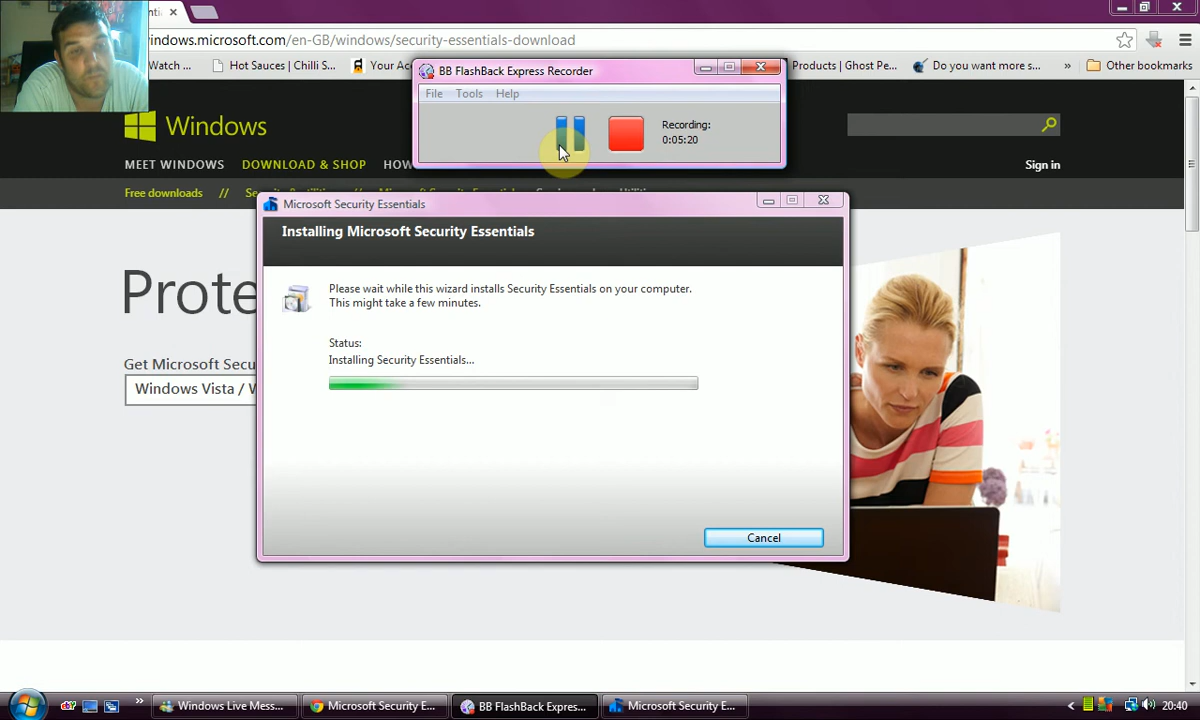 nti
indows.microsoft.com/en-GB/windows/security-essentials-download
Watch ...
Hot Sauces | Chilli S...
Your Ac
Products | Ghost Pe...
Do you want more s...
»
Other bookmarks
BB FlashBack Express Recorder
File Tools Help
Recording:
0:05:20
Windows
MEET WINDOWS DOWNLOAD & SHOP HOW
Sign in
Free downloads //
Microsoft Security Essentials
Installing Microsoft Security Essentials
Please wait while this wizard installs Security Essentials on your computer.
This might take a few minutes.
Status:
Installing Security Essentials...
Cancel
Prote
Get Microsoft Secu
Windows Vista / W
» Windows Live Mess... Microsoft Security E... BB FlashBack Expres... Microsoft Security E... < 20:40